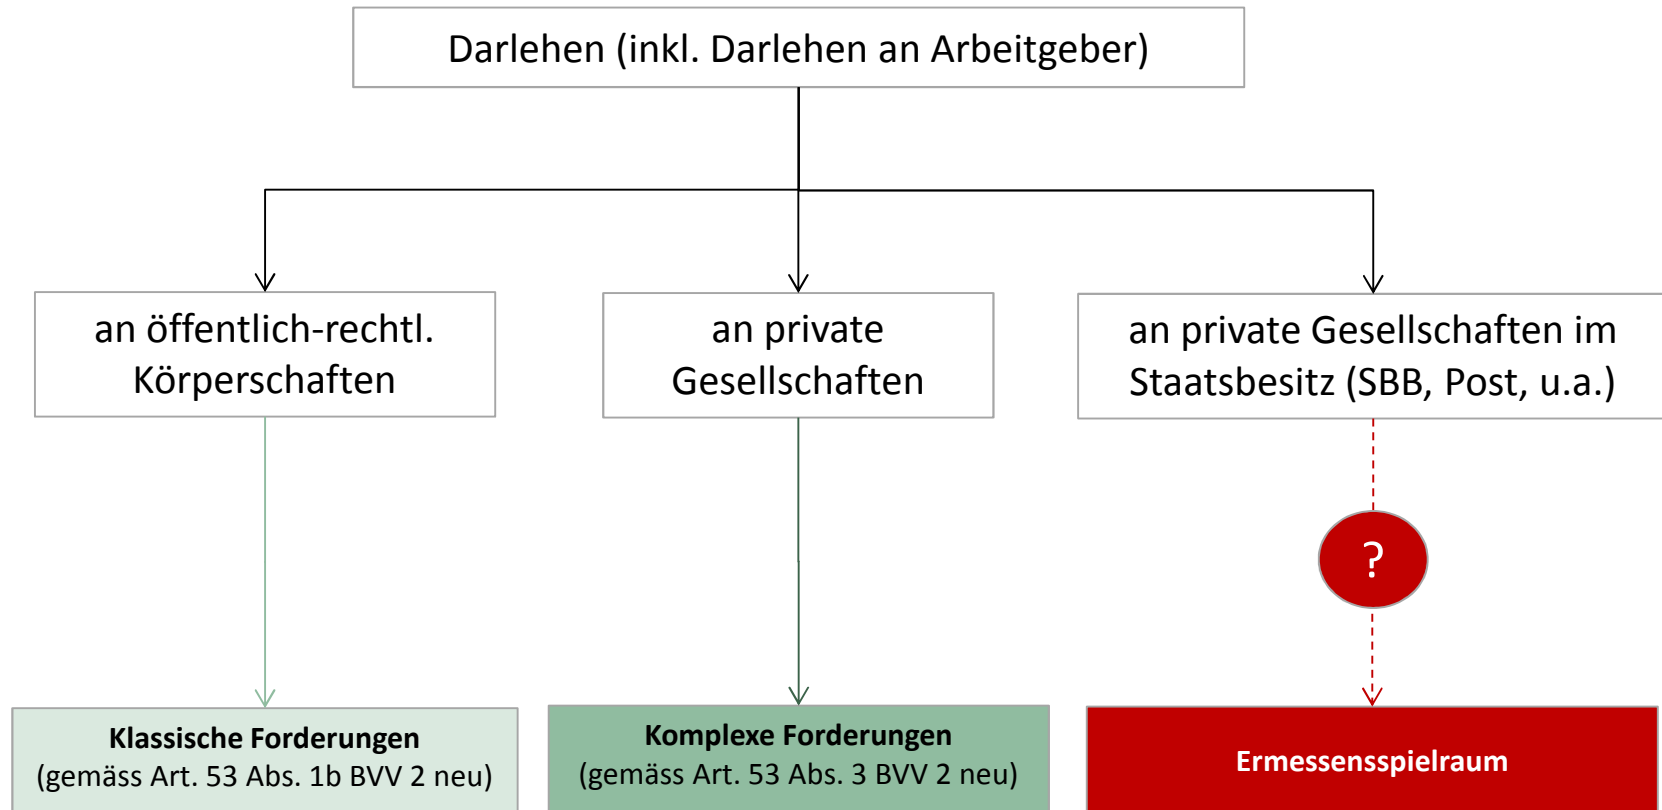 Darlehen (inkl. Darlehen an Arbeitgeber)
an öffentlich-rechtl.
Körperschaften
an private
Gesellschaften
an private Gesellschaften im
Staatsbesitz (SBB, Post, u.a.)
?
Klassische Forderungen
(gemäss Art. 53 Abs. 1b BVV 2 neu)
Komplexe Forderungen
(gemäss Art. 53 Abs. 3 BVV 2 neu)
Ermessensspielraum